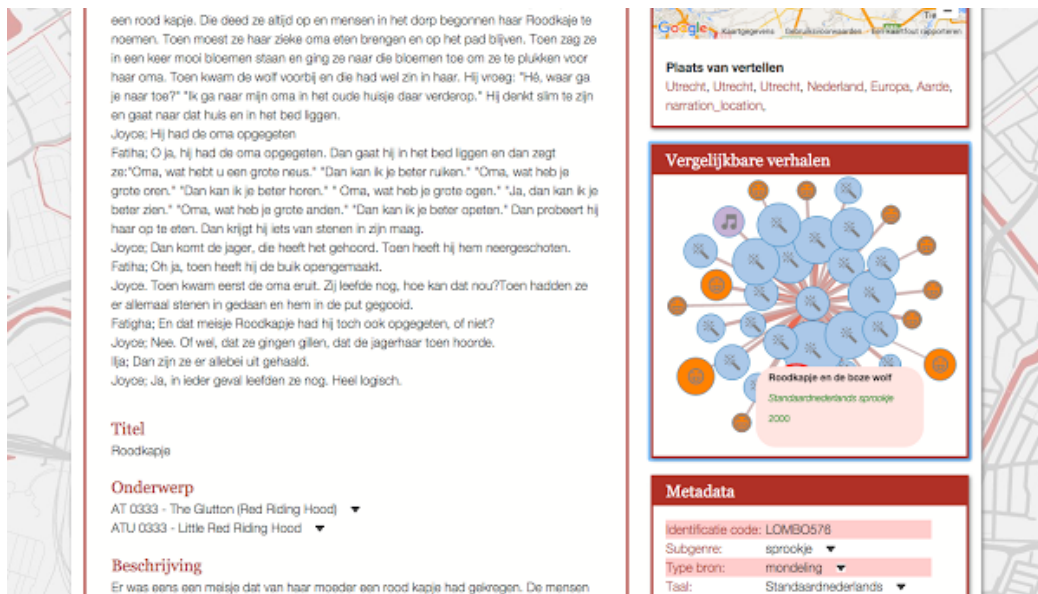 een rood kapje. Die deed ze altijd op en mensen in het dorp begonnen haar Roodkaje te
noemen. Toen moest ze haar zieke oma eten brengen en op het pad blijven. Toen zag ze
in een keer mooi bloemen staan en ging ze naar die bloemen toe om ze te plukken voor
haar oma. Toen kwam de wolf voorbij en die had wel zin in haar. Hij vroeg: "Hé, waar ga
je naar toe?" "Ik ga naar mijn oma in het oude huisje daar verderop." Hij denkt slim te zijn
en gaat naar dat huis en in het bed liggen.
Joyce; Hij had de oma opgegeten
Fatiha; O ja, hij had de oma opgegeten. Dan gaat hij in het bed liggen en dan zegt
ze:"Oma, wat hebt u een grote neus." "Dan kan ik je beter ruiken." "Oma, wat heb je
grote oren." "Dan kan ik je beter horen." " Oma, wat heb je grote ogen." "Ja, dan kan ik je
beter zien." "Oma, wat heb je grote anden." "Dan kan ik je beter opeten." Dan probeert hij
haar op te eten. Dan krijgt hij iets van stenen in zijn maag.
Joyce; Dan komt de jager, die heeft het gehoord. Toen heeft hij hem neergeschoten.
Fatiha; Oh ja, toen heeft hij de buik opengemaakt.
Joyce. Toen kwam eerst de oma eruit. Zij leefde nog, hoe kan dat nou?Toen hadden ze
er allemaal stenen in gedaan en hem in de put gegooid.
Fatigha; En dat meisje Roodkapje had hij toch ook opgegeten, of niet?
Joyce; Nee. Of wel, dat ze gingen gillen, dat de jagerhaar toen hoorde.
Ilja; Dan zijn ze er allebei uit gehaald.
Joyce; Ja, in ieder geval leefden ze nog. Heel logisch.
Titel
Roodkapje
Onderwerp
AT 0333 - The Glutton (Red Riding Hood)
ATU 0333 - Little Red Riding Hood
Beschrijving
Er was eens een meisje dat van haar moeder een rood kapje had gekregen. De mensen
Google Kaartgegevens Gebruiksvoorwaarden Een kaartfout rapporteren
Plaats van vertellen
Utrecht, Utrecht, Utrecht, Nederland, Europa, Aarde,
narration_location,
Vergelijkbare verhalen
Roodkapje en de boze wolf
Standaardnederlands sprookje
2000
Metadata
Identificatie code: LOMBO576
Subgenre: sprookje
Type bron: mondeling
Taal: Standaardnederlands